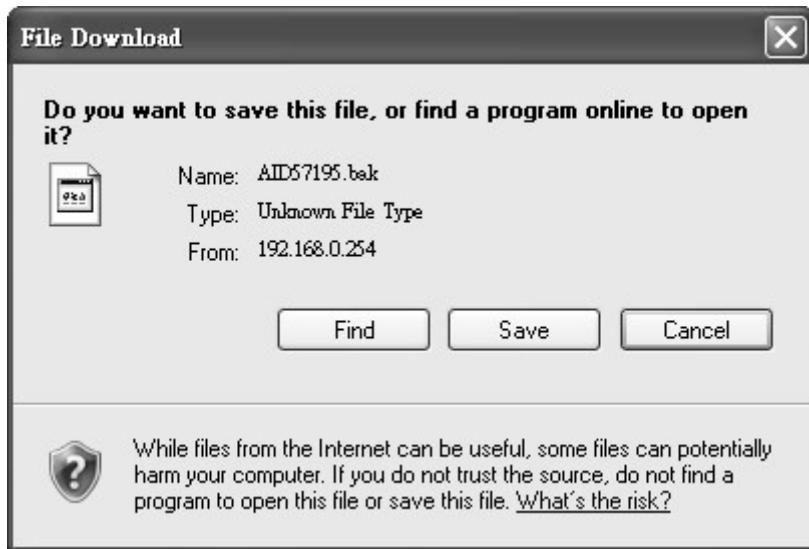 File Download
Do you want to save this file, or find a program online to open
it?
Name: AID57195.bak
Type: Unknown File Type
From: 192.168.0.254
Find Save Cancel
While files from the Internet can be useful, some files can potentially
harm your computer. If you do not trust the source, do not find a
program to open this file or save this file. What's the risk?